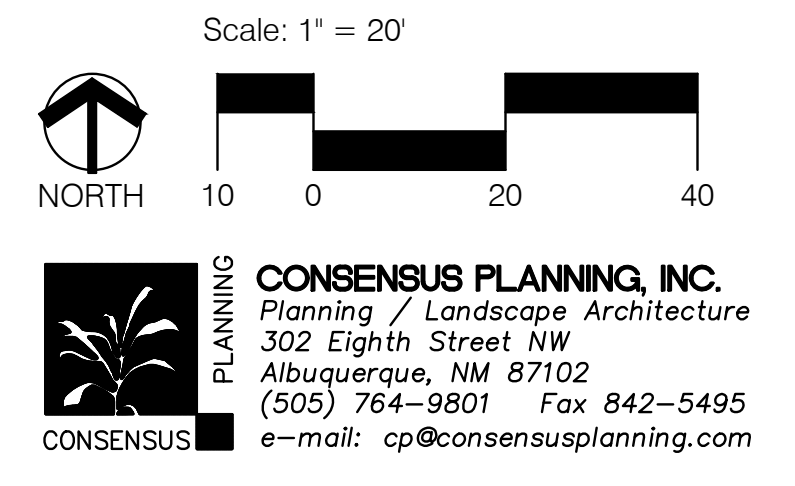 Scale: 1" = 20'
NORTH
10 0 20 40
PLANNING
CONSENSUS
CONSENSUS PLANNING, INC.
Planning / Landscape Architecture
302 Eighth Street NW
Albuquerque, NM 87102
(505) 764-9801 Fax 842-5495
e-mail: cp@consensusplanning.com